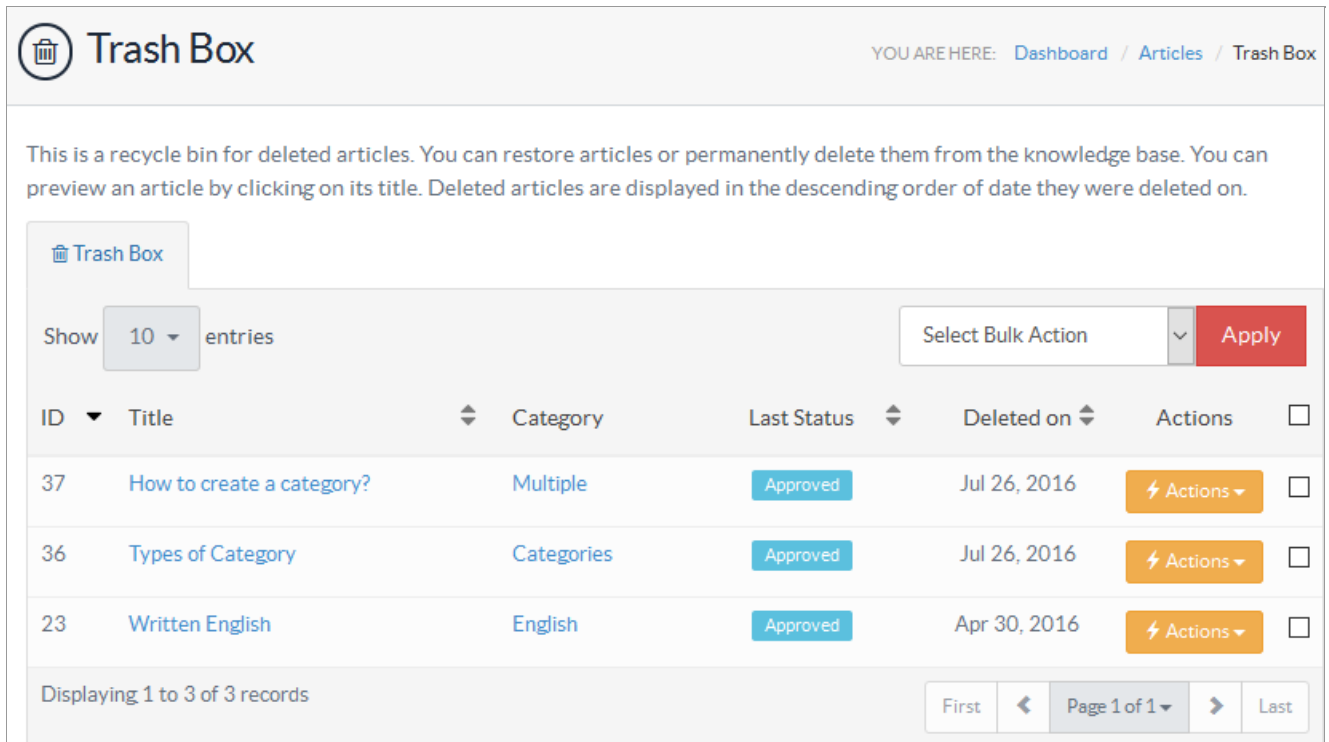 Trash Box
YOU ARE HERE: Dashboard / Articles / Trash Box
This is a recycle bin for deleted articles. You can restore articles or permanently delete them from the knowledge base. You can
preview an article by clicking on its title. Deleted articles are displayed in the descending order of date they were deleted on.
Trash Box
Show 10 entries
Select Bulk Action Apply
ID Title Category Last Status Deleted on Actions
37 How to create a category? Multiple Approved Jul 26, 2016 Actions
36 Types of Category Categories Approved Jul 26, 2016 Actions
23 Written English English Approved Apr 30, 2016 Actions
Displaying 1 to 3 of 3 records
First Page 1 of 1 Last